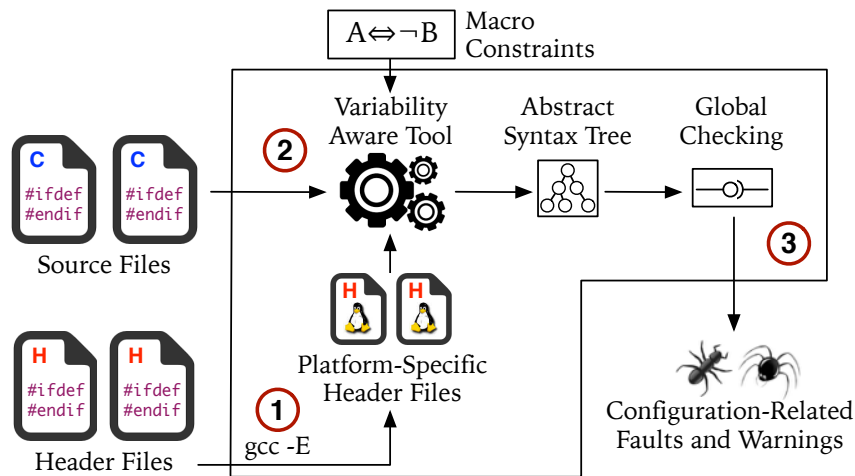 A⇔¬B
Macro
Constraints
Variability
Aware Tool
Abstract
Syntax Tree
Global
Checking
C
#ifdef
#endif
C
#ifdef
#endif
2
Source Files
3
H
H
Platform-Specific
Header Files
H
#ifdef
#endif
H
#ifdef
#endif
1
gcc -E
Header Files
Configuration-Related
Faults and Warnings